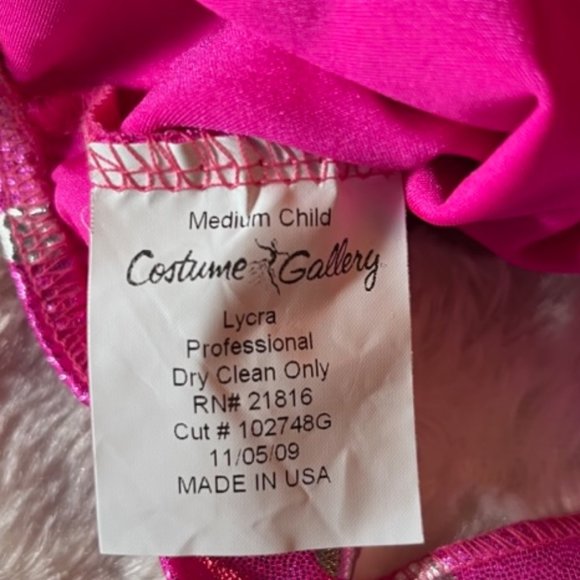 Medium Child
Costume Gallery
Lycra
Professional
Dry Clean Only
RN# 21816
Cut # 102748G
11/05/09
MADE IN USA